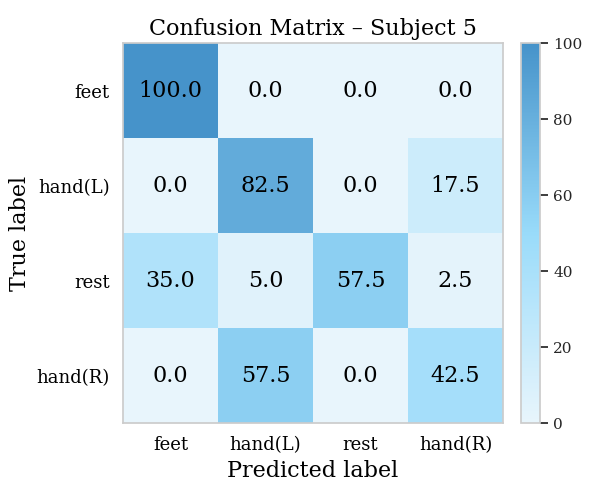 Confusion Matrix – Subject 5
True label
feet 100.0 0.0 0.0 0.0
hand(L) 0.0 82.5 0.0 17.5
rest 35.0 5.0 57.5 2.5
hand(R) 0.0 57.5 0.0 42.5
feet hand(L) rest hand(R)
Predicted label
100
80
60
40
20
0